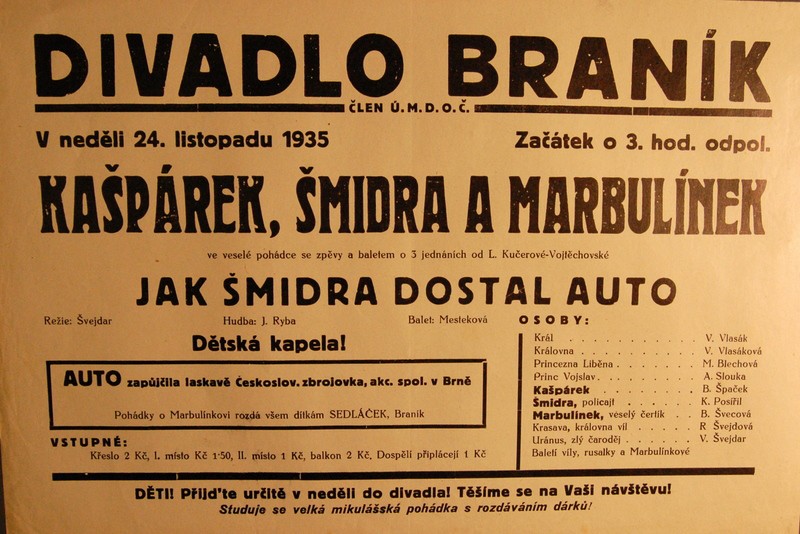 DIVADLO BRANÍK
ČLEN Ú.M.D.O.Č.
V neděli 24. listopadu 1935
Začátek o 3. hod. odpol.
KAŠPÁREK, ŠMIDRA A MARBULÍNEK
ve veselé pohádce se zpěvy a baletem o 3 jednáních od L. Kučerové-Vojtěchovské
JAK ŠMIDRA DOSTAL AUTO
Režie: Švejdar Hudba: J. Ryba Balet: Mesteková
Dětská kapela!
AUTO zapůjčila laskavě Českoslov. zbrojovka, akc. spol. v Brně
Pohádky o Marbulínkovi rozdá všem dítkám SEDLÁČEK, Braník
VSTUPNÉ:
Křeslo 2 Kč, I. místo Kč 1·50, II. místo 1 Kč, balkon 2 Kč. Dospělí připlácejí 1 Kč
OSOBY:
Král . . . . . . . . . . . V. Vlasák
Královna . . . . . . . . . V. Vlasáková
Princezna Liběna . . . . . . M. Blechová
Princ Vojslav . . . . . . . . A. Slouka
Kašpárek . . . . . . . . . B. Špaček
Šmidra, policajt . . . . . . K. Posířil
Marbulínek, veselý čertík . . B. Švecová
Krasava, královna víl . . . . R Švejdová
Uránus, zlý čaroděj . . . . . V. Švejdar
Baletí víly, rusalky a Marbulínkové
DĚTI! Přijďte určitě v neděli do divadla! Těšíme se na Vaši návštěvu!
Studuje se velká mikulášská pohádka s rozdáváním dárků!